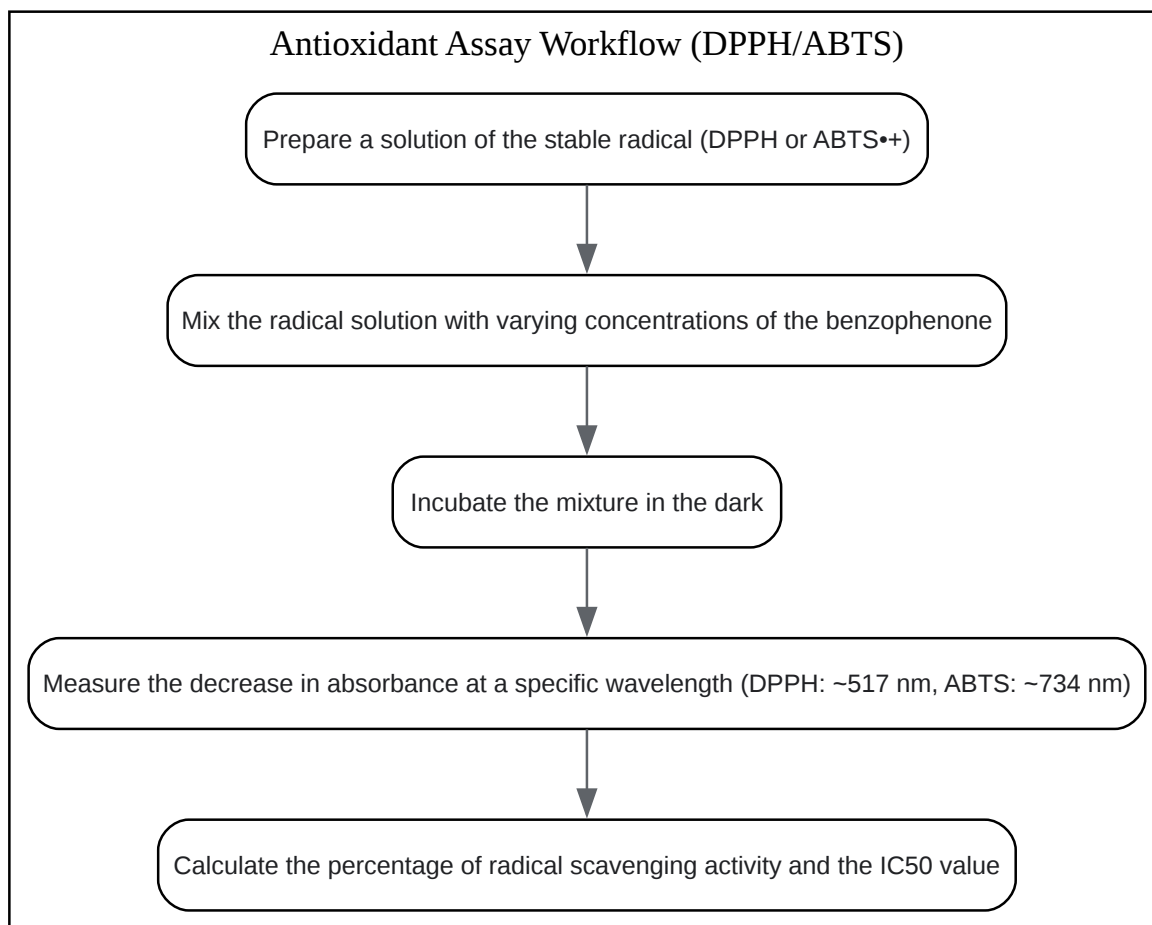 Antioxidant Assay Workflow (DPPH/ABTS)
Prepare a solution of the stable radical (DPPH or ABTS•+)
Mix the radical solution with varying concentrations of the benzophenone
Incubate the mixture in the dark
Measure the decrease in absorbance at a specific wavelength (DPPH: ~517 nm, ABTS: ~734 nm)
Calculate the percentage of radical scavenging activity and the IC50 value